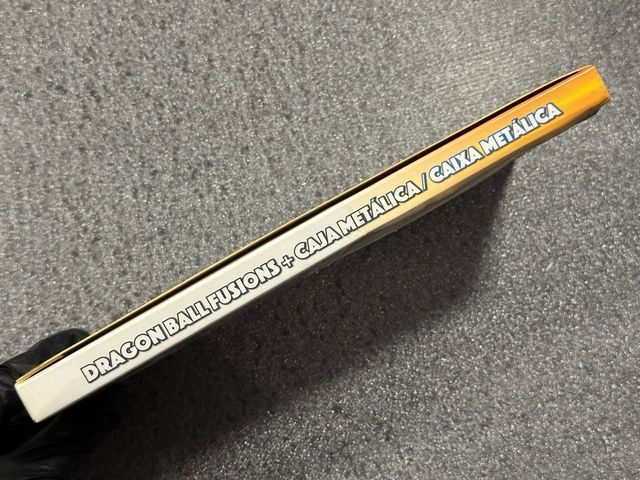 DRAGON BALL FUSIONS + CAJA METÁLICA/ CAIXA METÁLICA